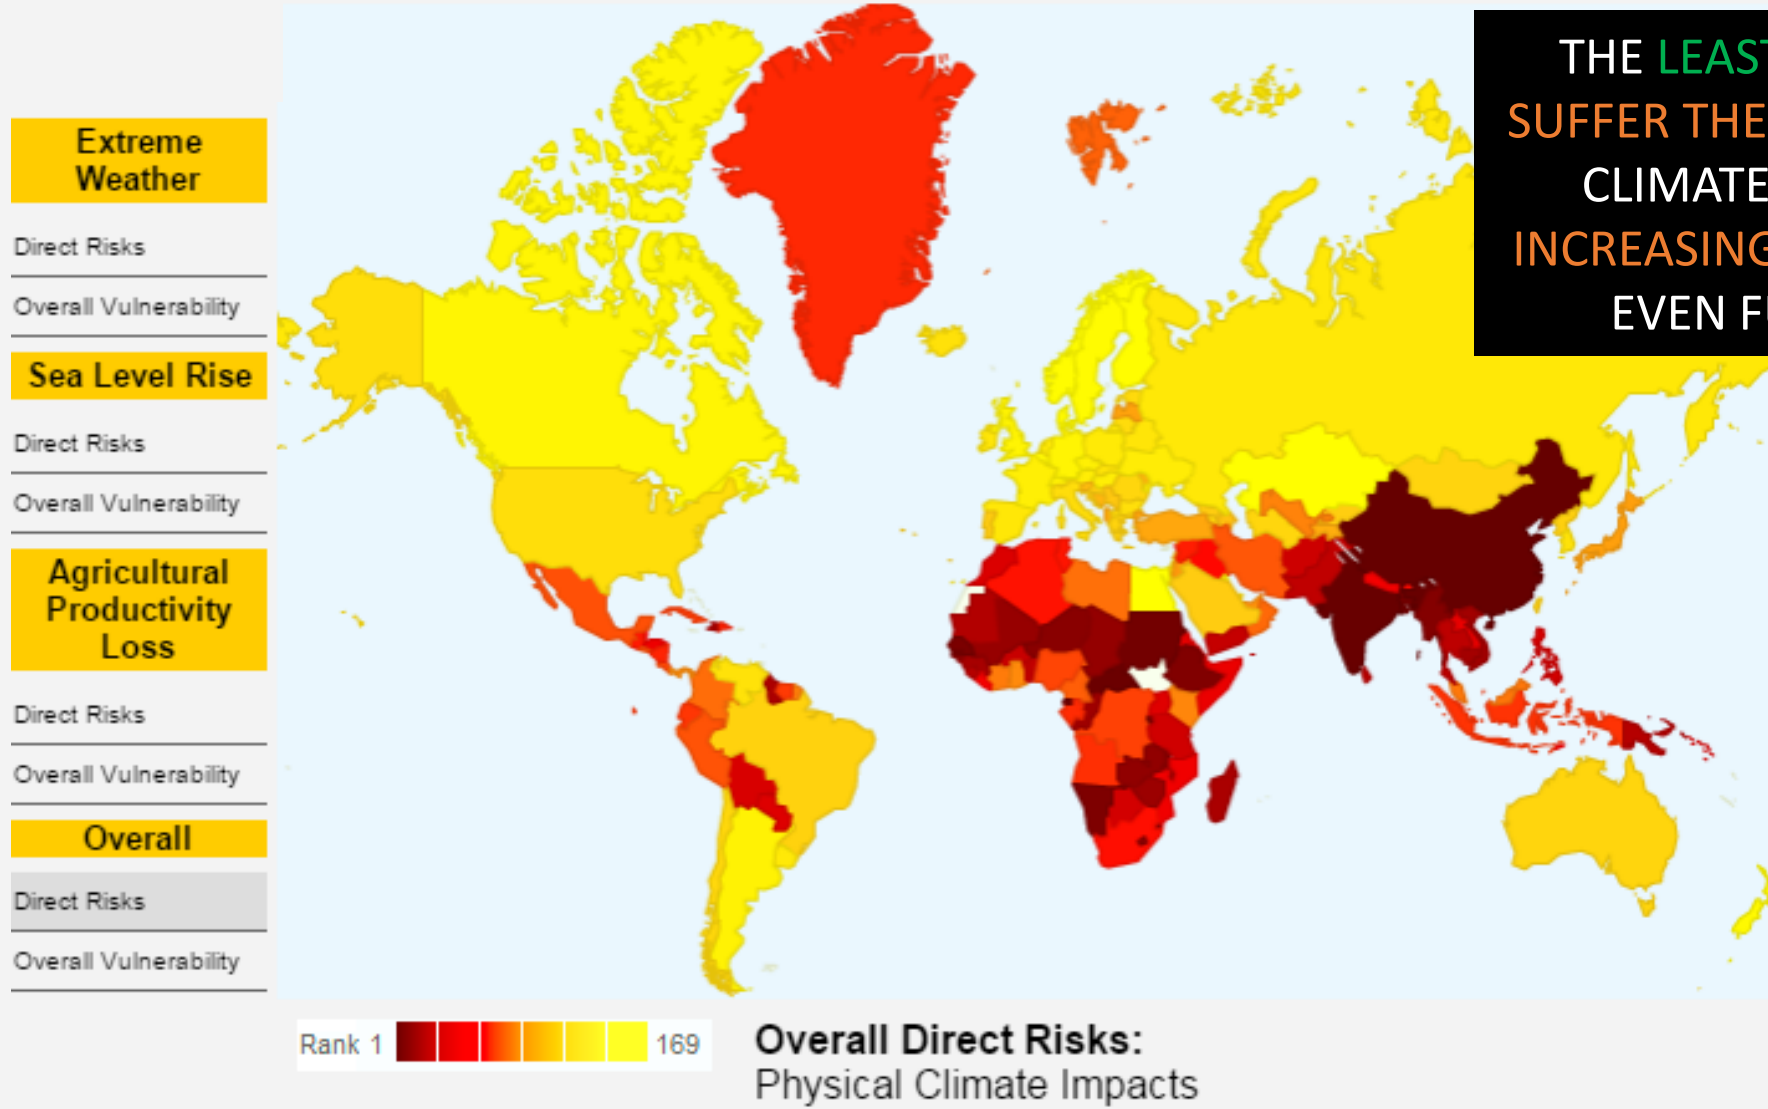 Extreme
Weather
Direct Risks
Overall Vulnerability
Sea Level Rise
Direct Risks
Overall Vulnerability
Agricultural
Productivity
Loss
Direct Risks
Overall Vulnerability
Overall
Direct Risks
Overall Vulnerability
THE LEAST
SUFFER THE
CLIMATE
INCREASING
EVEN
Rank 1
169
Overall Direct Risks:
Physical Climate Impacts